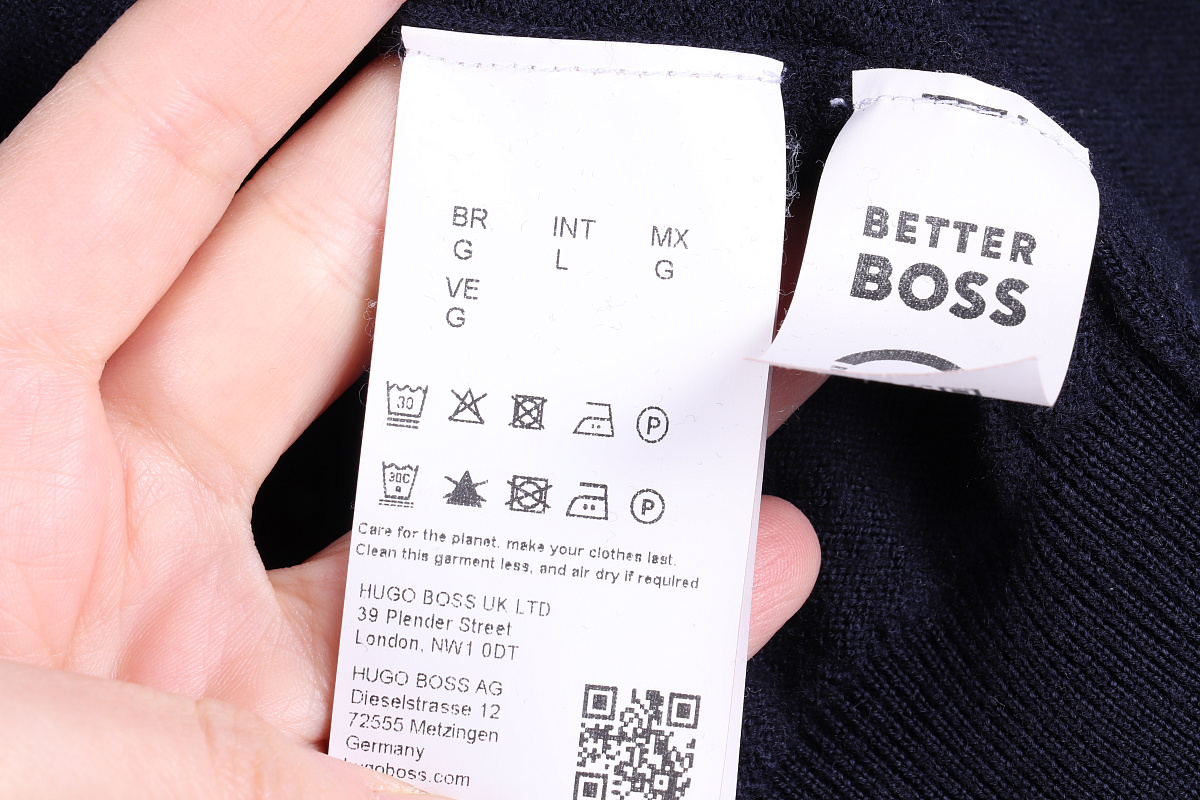 BR INT MX
G L G
VE
G
30
P
30C
P
Care for the planet, make your clothes last.
Clean this garment less, and air dry if required
HUGO BOSS UK LTD
39 Plender Street
London, NW1 0DT
HUGO BOSS AG
Dieselstrasse 12
72555 Metzingen
Germany
hugoboss.com
BETTER
BOSS